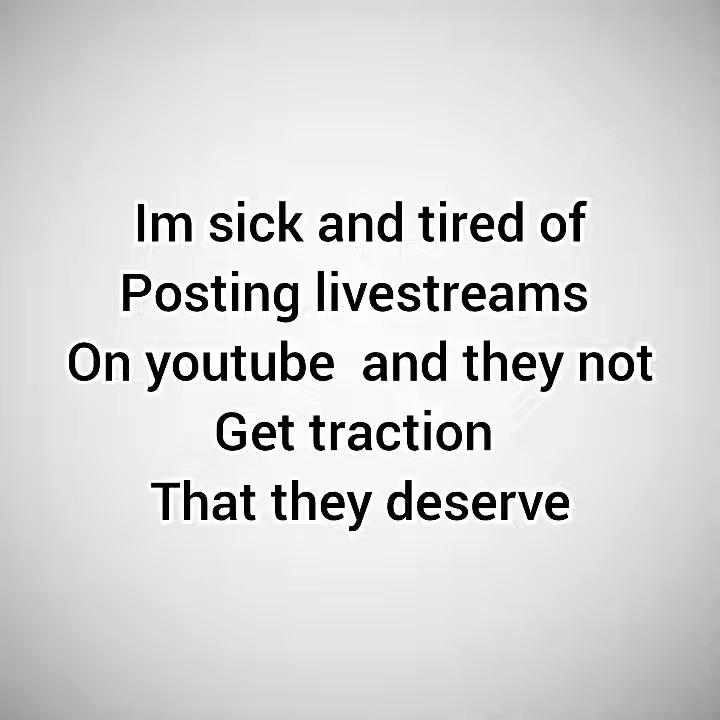 Im sick and tired of
Posting livestreams
On youtube  and they not
Get traction
That they deserve